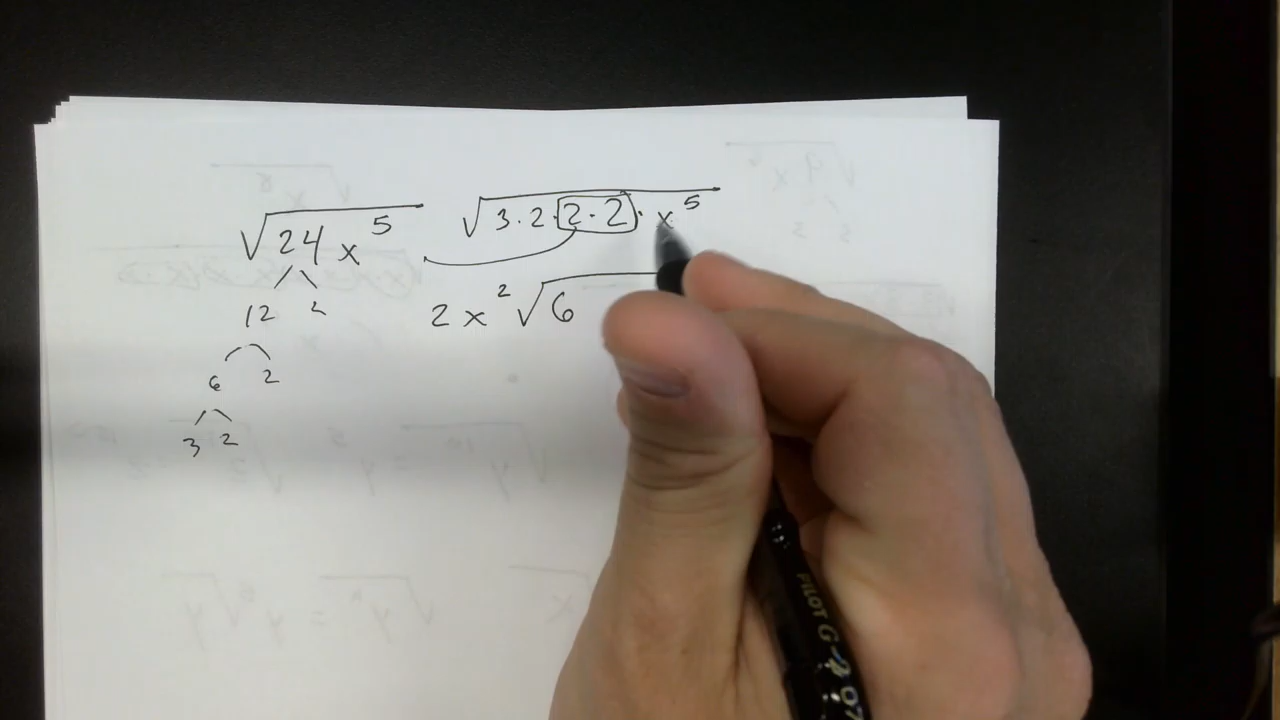 √24x⁵
√3·2·2·2·x⁵
12 2
2x²√6
6 2
3 2
PILOT G-2 07